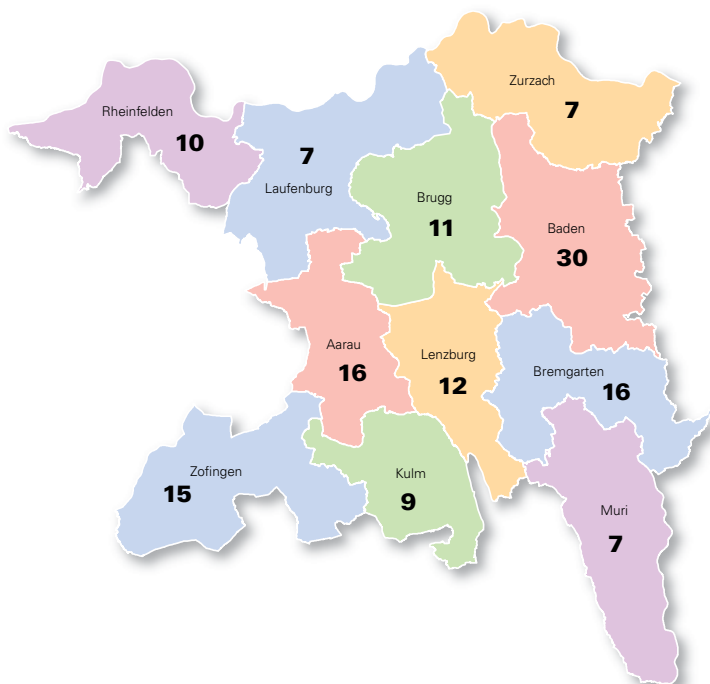 Zurzach
7
Rheinfelden
10
7
Laufenburg
Brugg
11
Baden
30
Aarau
16
Lenzburg
12
Bremgarten
16
Zofingen
15
Kulm
9
Muri
7